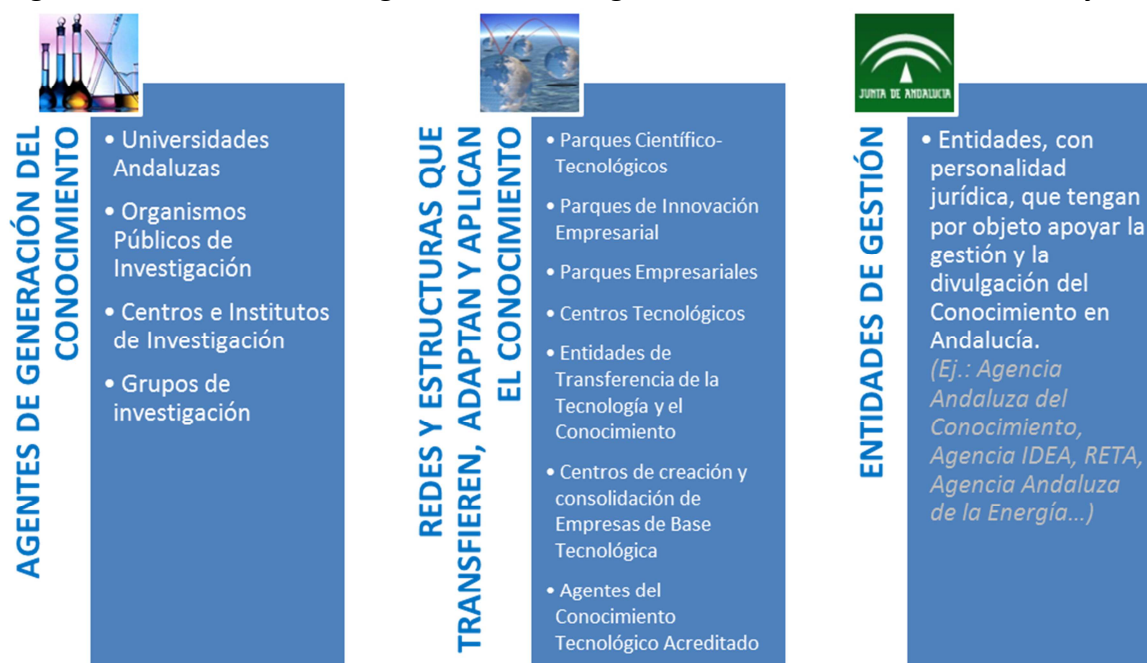 AGENTES DE GENERACIÓN DEL
CONOCIMIENTO
• Universidades
Andaluzas
• Organismos
Públicos de
Investigación
• Centros e Institutos
de Investigación
• Grupos de
investigación
REDES Y ESTRUCTURAS QUE
TRANSFIEREN, ADAPTAN Y APLICAN
EL CONOCIMIENTO
• Parques Científico-
Tecnológicos
• Parques de Innovación
Empresarial
• Parques Empresariales
• Centros Tecnológicos
• Entidades de
Transferencia de la
Tecnología y el
Conocimiento
• Centros de creación y
consolidación de
Empresas de Base
Tecnológica
• Agentes del
Conocimiento
Tecnológico Acreditado
JUNTA DE ANDALUCIA
ENTIDADES DE GESTIÓN
• Entidades, con
personalidad
jurídica, que tengan
por objeto apoyar la
gestión y la
divulgación del
Conocimiento en
Andalucía.
(Ej.: Agencia
Andaluza del
Conocimiento,
Agencia IDEA, RETA,
Agencia Andaluza
de la Energía...)